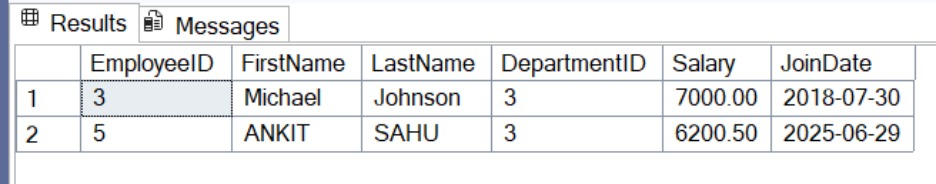 Results Messages
EmployeeID FirstName LastName DepartmentID Salary JoinDate
1 3 Michael Johnson 3 7000.00 2018-07-30
2 5 ANKIT SAHU 3 6200.50 2025-06-29